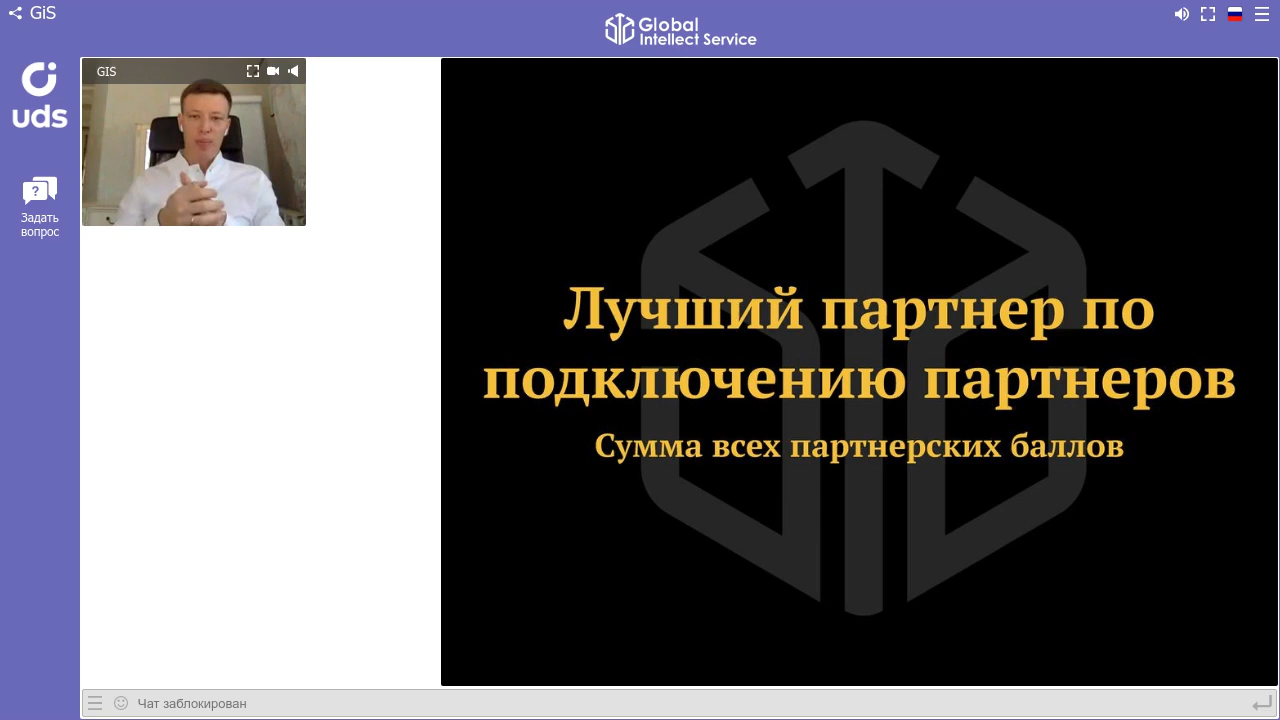 GiS
Global
Intellect Service
uds
Задать
вопрос
GIS
Лучший партнер по
подключению партнеров
Сумма всех партнерских баллов
Чат заблокирован